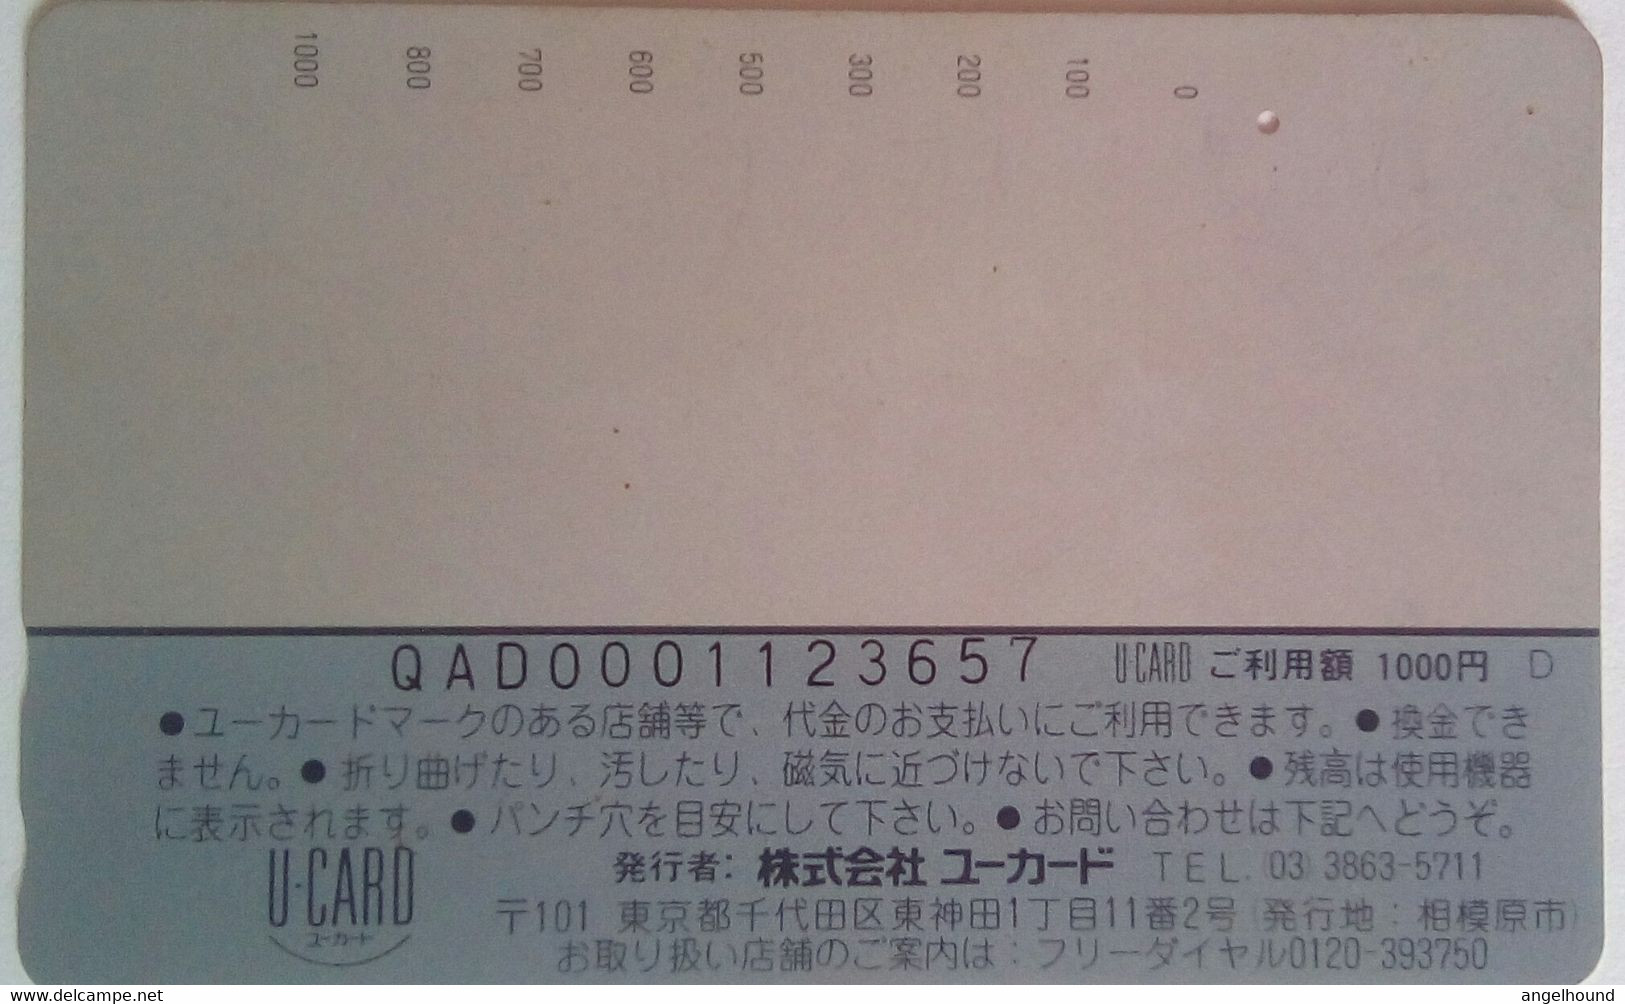 1000 800 700 600 500 300 200 100 0
QAD0001123657 U·CARD ご利用額 1000円 D
●ユーカードマークのある店舗等で、代金のお支払いにご利用できます。●換金でき
ません。●折り曲げたり、汚したり、磁気に近づけないで下さい。●残高は使用機器
に表示されます。●パンチ穴を目安にして下さい。●お問い合わせは下記へどうぞ。
U·CARD
ユーカード
発行者：株式会社 ユーカード TEL.(03)3863-5711
〒101 東京都千代田区東神田1丁目11番2号(発行地：相模原市)
お取り扱い店舗のご案内は：フリーダイヤル0120-393750
www.delcampe.net
angelhound